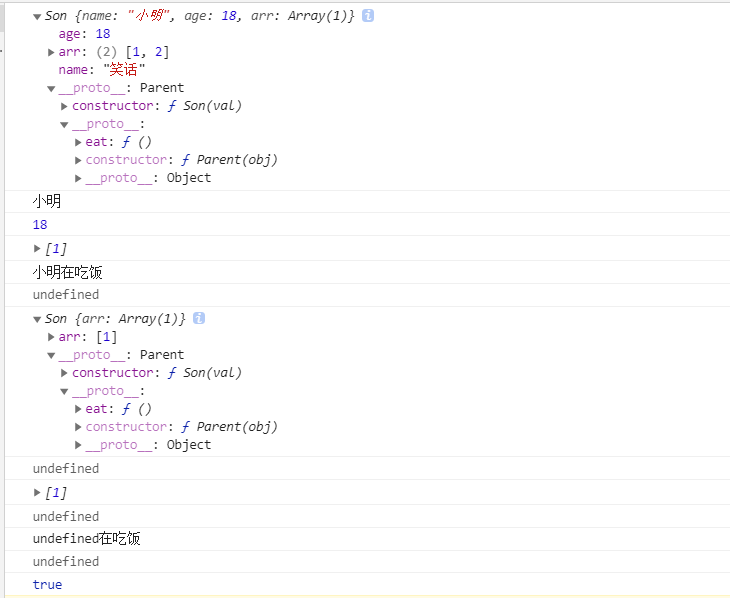 ▼Son {name: "小明", age: 18, arr: Array(1)} i
age: 18
▶arr: (2) [1, 2]
name: "笑话"
▼__proto__: Parent
▶constructor: ƒ Son(val)
▼__proto__:
▶eat: ƒ ()
▶constructor: ƒ Parent(obj)
▶__proto__: Object
小明
18
▶[1]
小明在吃饭
undefined
▼Son {arr: Array(1)} i
▶arr: [1]
▼__proto__: Parent
▶constructor: ƒ Son(val)
▼__proto__:
▶eat: ƒ ()
▶constructor: ƒ Parent(obj)
▶__proto__: Object
undefined
▶[1]
undefined
undefined在吃饭
undefined
true